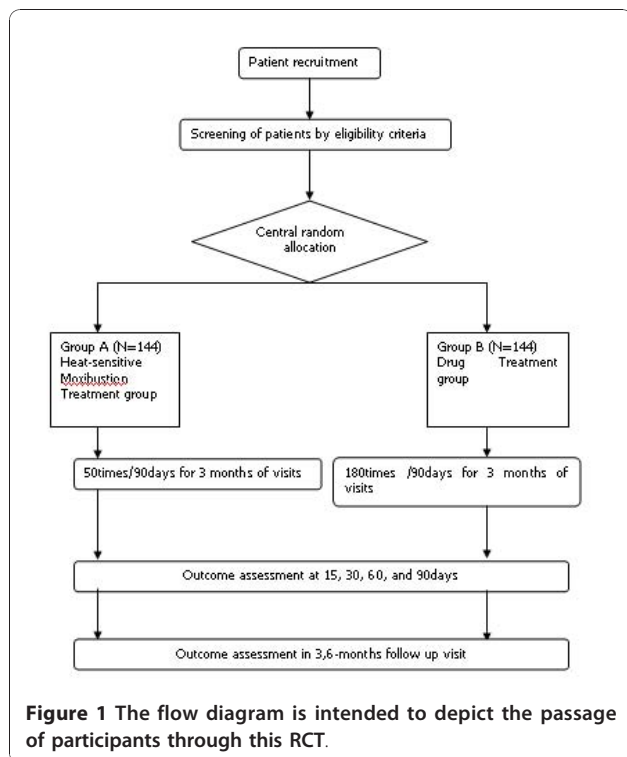 Patient recruitment
Screening of patients by eligibility criteria
Central random
allocation
Group A (N=144)
Heat-sensitive
Moxibustion
Treatment group
Group B (N=144)
Drug Treatment
group
50times/90days for 3 months of visits
180times /90days for 3 months of
visits
Outcome assessment at 15, 30, 60, and 90days
Outcome assessment in 3,6-months follow up visit
Figure 1 The flow diagram is intended to depict the passage
of participants through this RCT.